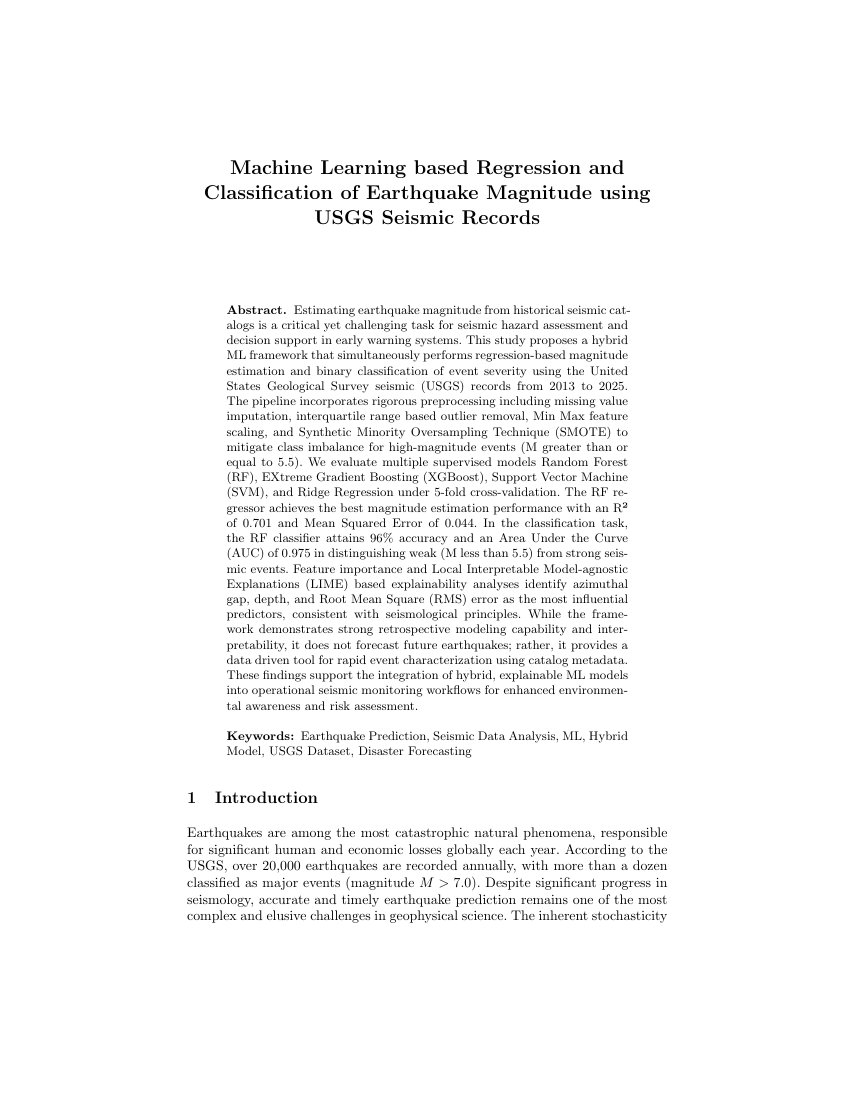 Machine Learning based Regression and
Classification of Earthquake Magnitude using
USGS Seismic Records
Abstract. Estimating earthquake magnitude from historical seismic cat-
alogs is a critical yet challenging task for seismic hazard assessment and
decision support in early warning systems. This study proposes a hybrid
ML framework that simultaneously performs regression-based magnitude
estimation and binary classification of event severity using the United
States Geological Survey seismic (USGS) records from 2013 to 2025.
The pipeline incorporates rigorous preprocessing including missing value
imputation, interquartile range based outlier removal, Min Max feature
scaling, and Synthetic Minority Oversampling Technique (SMOTE) to
mitigate class imbalance for high-magnitude events (M greater than or
equal to 5.5). We evaluate multiple supervised models Random Forest
(RF), EXtreme Gradient Boosting (XGBoost), Support Vector Machine
(SVM), and Ridge Regression under 5-fold cross-validation. The RF re-
gressor achieves the best magnitude estimation performance with an R²
of 0.701 and Mean Squared Error of 0.044. In the classification task,
the RF classifier attains 96% accuracy and an Area Under the Curve
(AUC) of 0.975 in distinguishing weak (M less than 5.5) from strong seis-
mic events. Feature importance and Local Interpretable Model-agnostic
Explanations (LIME) based explainability analyses identify azimuthal
gap, depth, and Root Mean Square (RMS) error as the most influential
predictors, consistent with seismological principles. While the frame-
work demonstrates strong retrospective modeling capability and inter-
pretability, it does not forecast future earthquakes; rather, it provides a
data driven tool for rapid event characterization using catalog metadata.
These findings support the integration of hybrid, explainable ML models
into operational seismic monitoring workflows for enhanced environmen-
tal awareness and risk assessment.
Keywords: Earthquake Prediction, Seismic Data Analysis, ML, Hybrid
Model, USGS Dataset, Disaster Forecasting
1 Introduction
Earthquakes are among the most catastrophic natural phenomena, responsible
for significant human and economic losses globally each year. According to the
USGS, over 20,000 earthquakes are recorded annually, with more than a dozen
classified as major events (magnitude M > 7.0). Despite significant progress in
seismology, accurate and timely earthquake prediction remains one of the most
complex and elusive challenges in geophysical science. The inherent stochasticity